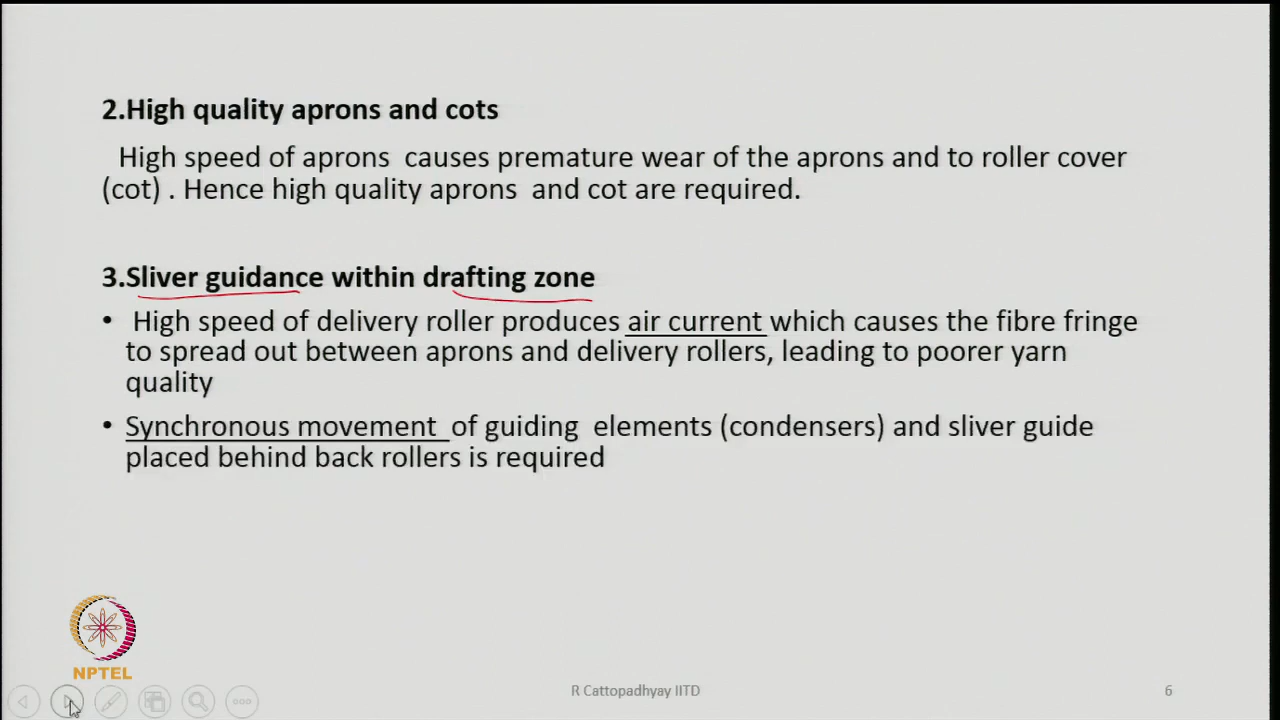 2.High quality aprons and cots
High speed of aprons causes premature wear of the aprons and to roller cover
(cot) . Hence high quality aprons and cot are required.
3.Sliver guidance within drafting zone
• High speed of delivery roller produces air current which causes the fibre fringe
to spread out between aprons and delivery rollers, leading to poorer yarn
quality
• Synchronous movement of guiding elements (condensers) and sliver guide
placed behind back rollers is required
NPTEL
R Cattopadhyay IITD
6